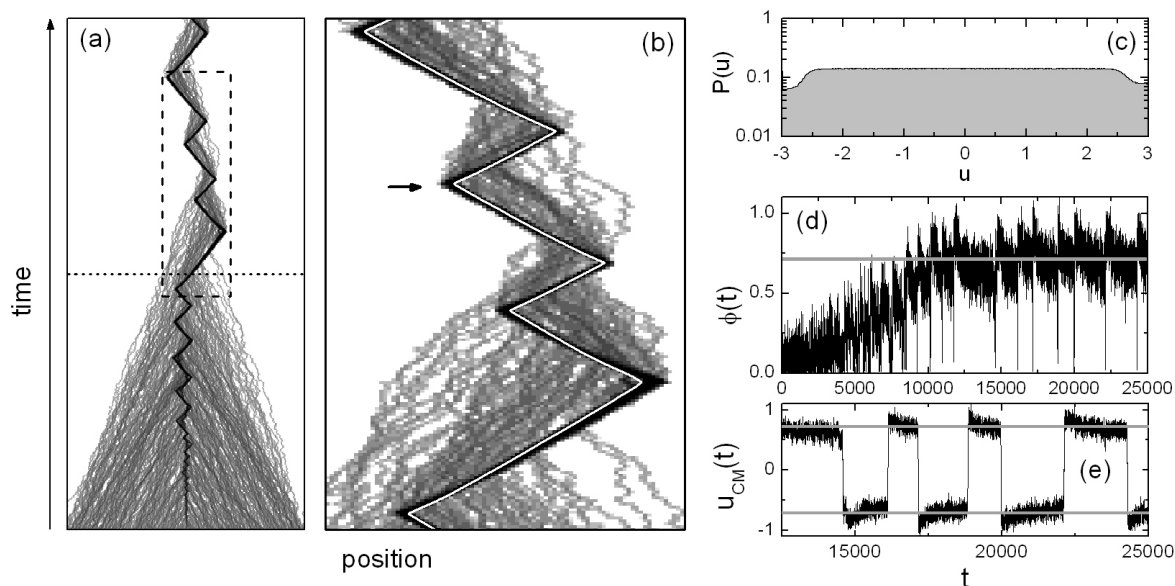 (a)
time
(b)
position
(c)
P(u)
1
0.1
0.01
-3 -2 -1 0 1 2 3
u
(d)
ϕ(t)
1.0
0.5
0.0
0 5000 10000 15000 20000 25000
(e)
u_CM(t)
1
0
-1
15000 20000 25000
t